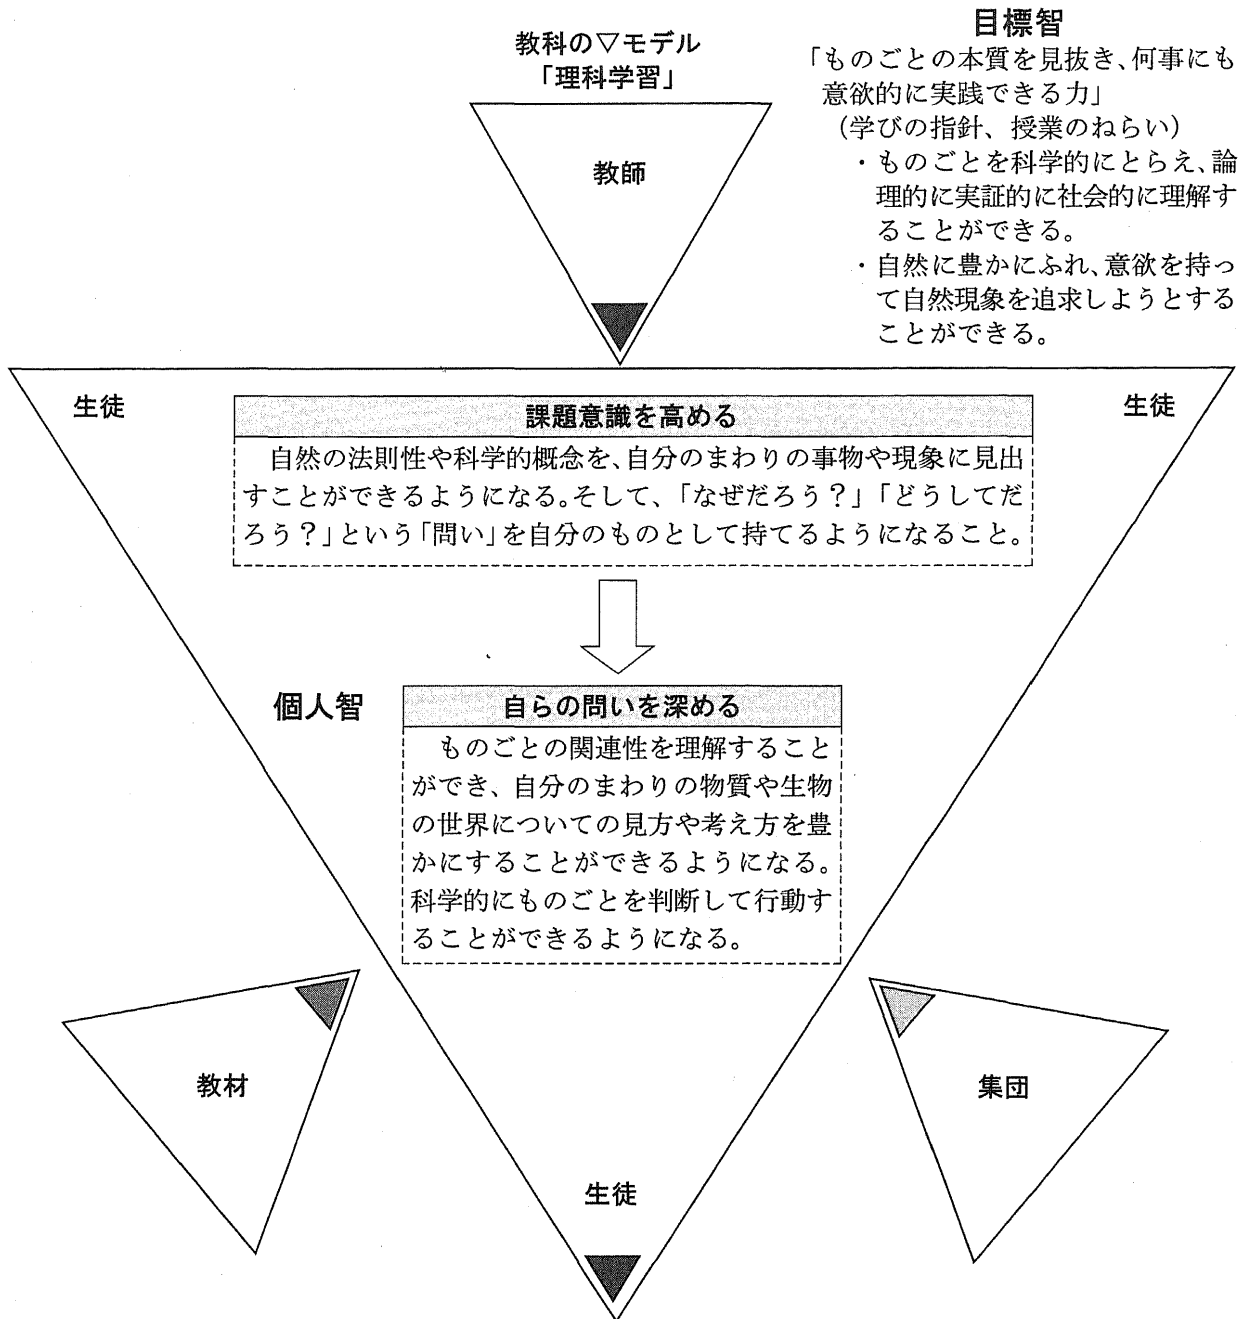 教科の▽モデル
「理科学習」
教師
目標智
「ものごとの本質を見抜き、何事にも
意欲的に実践できる力」
（学びの指針、授業のねらい）
・ものごとを科学的にとらえ、論
理的に実証的に社会的に理解す
ることができる。
・自然に豊かにふれ、意欲を持っ
て自然現象を追求しようとする
ことができる。
生徒
生徒
課題意識を高める
自然の法則性や科学的概念を、自分のまわりの事物や現象に見出
すことができるようになる。そして、「なぜだろう？」「どうしてだ
ろう？」という「問い」を自分のものとして持てるようになること。
個人智
自らの問いを深める
ものごとの関連性を理解すること
ができ、自分のまわりの物質や生物
の世界についての見方や考え方を豊
かにすることができるようになる。
科学的にものごとを判断して行動す
ることができるようになる。
教材
集団
生徒